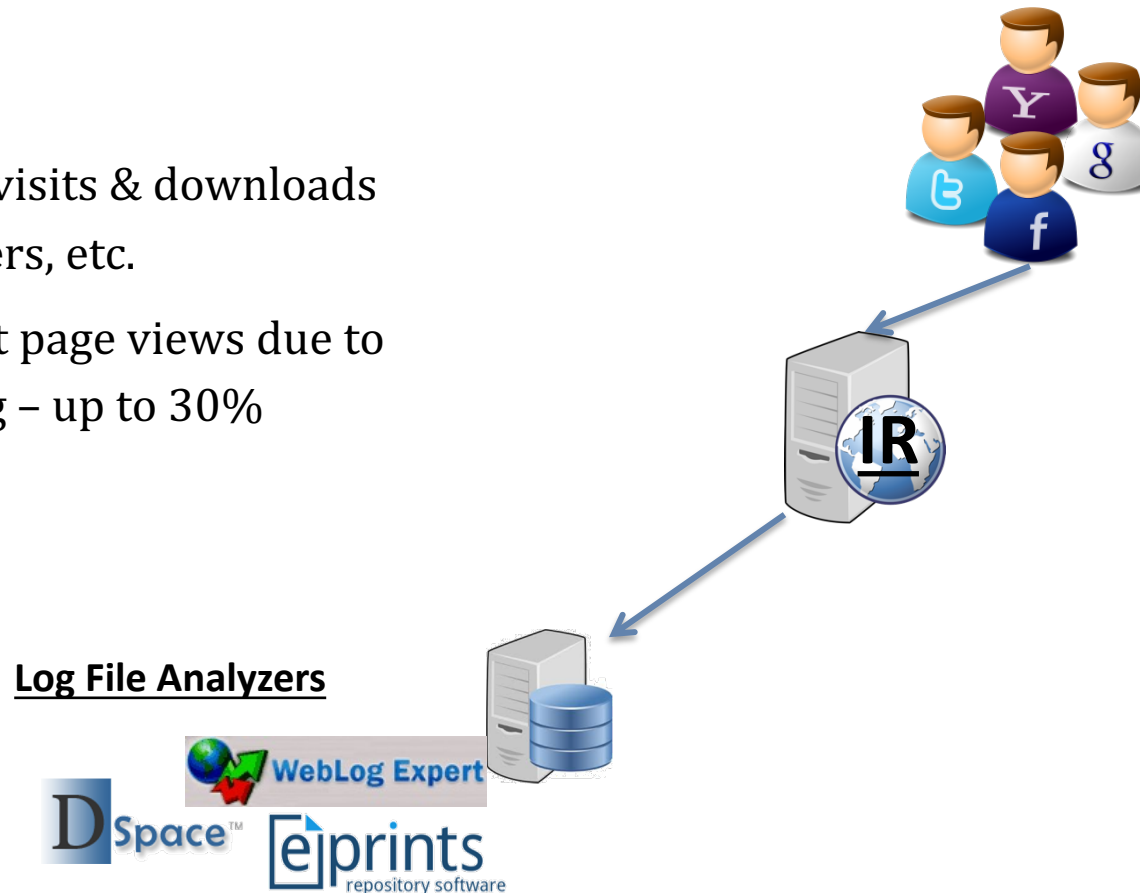 visits & downloads
ers, etc.
t page views due to
g – up to 30%
Y
g
t
f
IR
Log File Analyzers
WebLog Expert
DSpace™
eprints
repository software